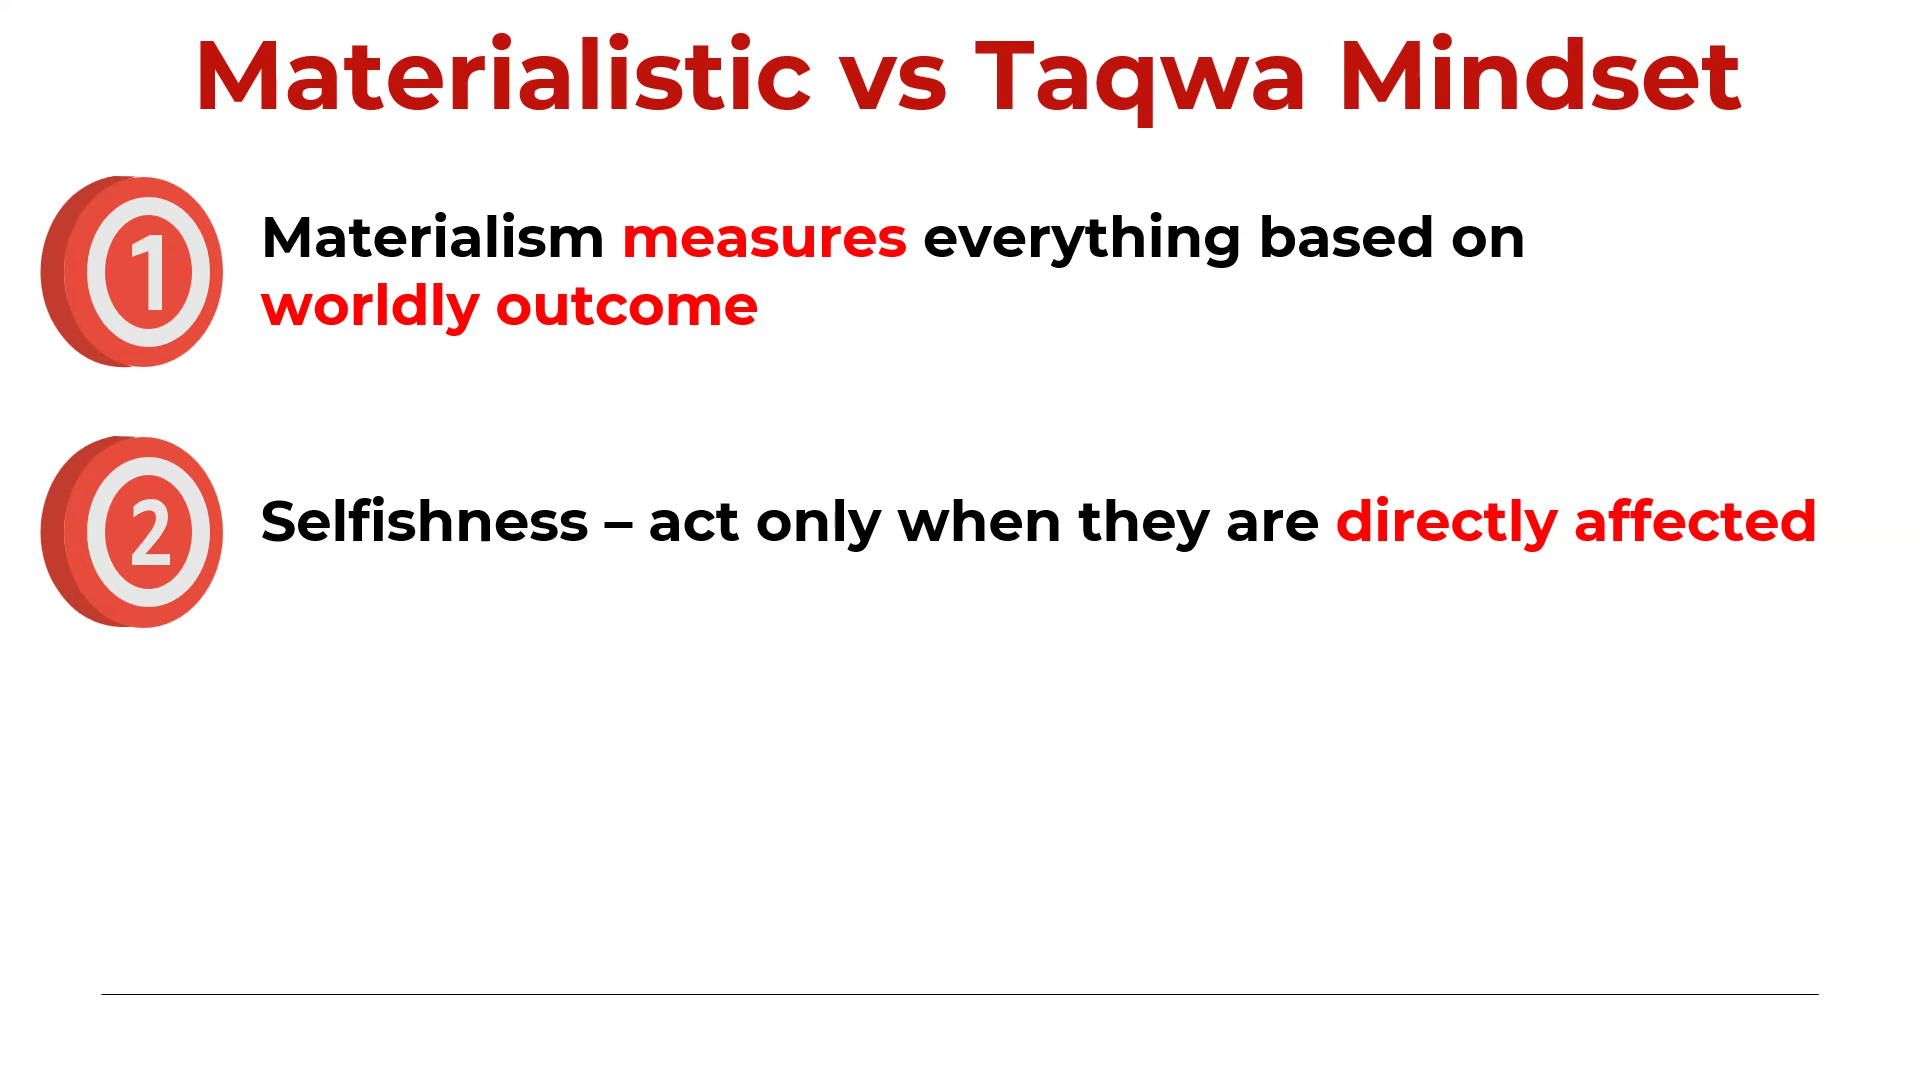 Materialistic vs Taqwa Mindset
1
Materialism measures everything based on
worldly outcome
2
Selfishness – act only when they are directly affected